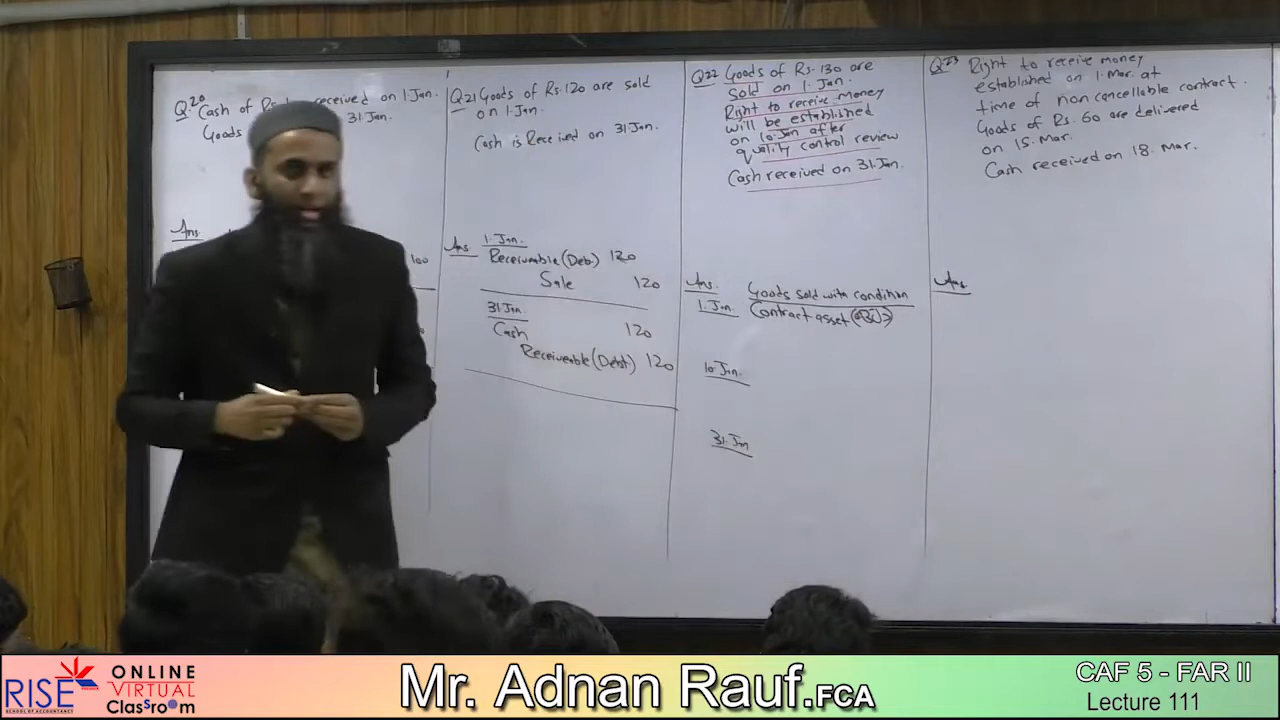 Q20 Cash of Rs. received on 1.Jan.
Goods 31.Jan.
Ans
100
Q.21 Goods of Rs.120 are sold
on 1.Jan.
Cash is Received on 31.Jan.
Ans. 1.Jan.
Receivable (Deb.) 120
Sale 120
31.Jan.
Cash 120
Receiveable (Debt.) 120
Q22 Goods of Rs.130 are
Sold on 1.Jan.
Right to receive Money
will be established
on 10.Jan after
quality control review
Cash received on 31.Jan.
Ans. Goods sold with condition
1.Jan. Contract asset
10.Jan.
31.Jan
Q23 Right to receive money
established on 1.Mar. at
time of non cancellable contract.
Goods of Rs. 60 are delivered
on 15.Mar.
Cash received on 18. Mar.
Ans
RISE
SCHOOL OF ACCOUNTANCY
ONLINE
VIRTUAL
ClasSroom
Mr. Adnan Rauf.FCA
CAF 5 - FAR II
Lecture 111